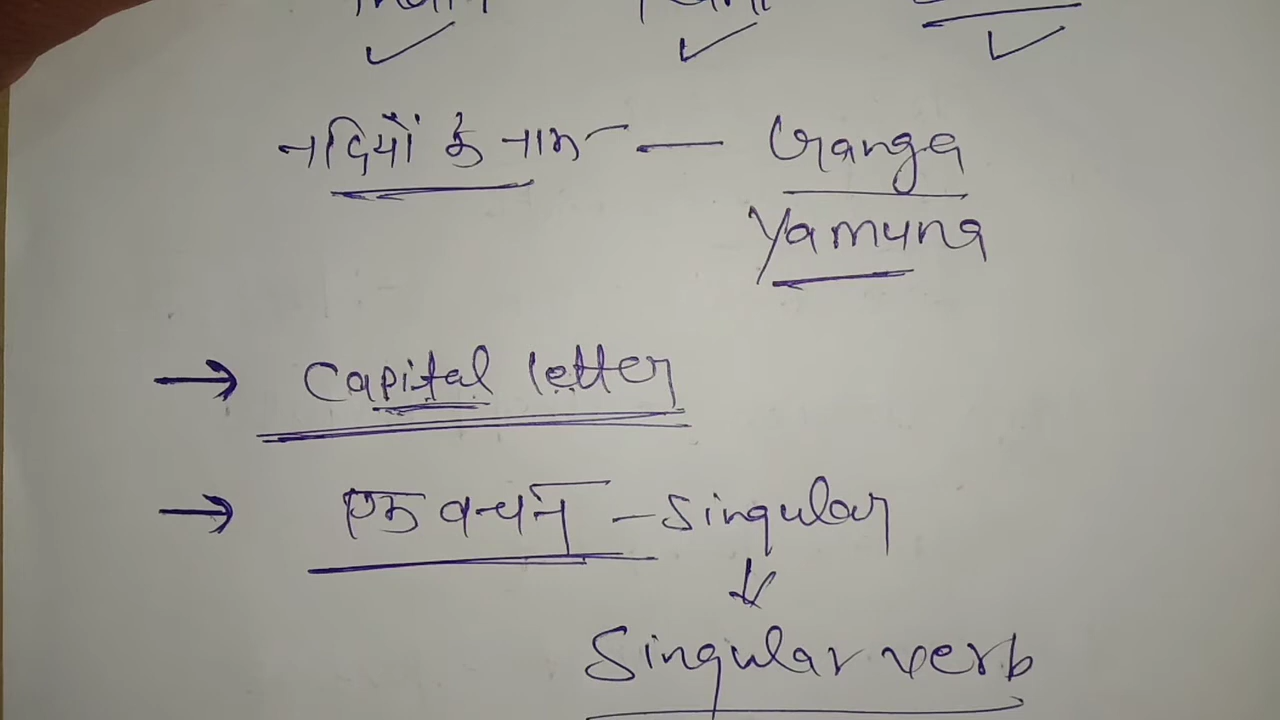 नदियों के नाम — Ganga
Yamuna
→ Capital letter
→ एक वचन - Singular
↓
Singular verb